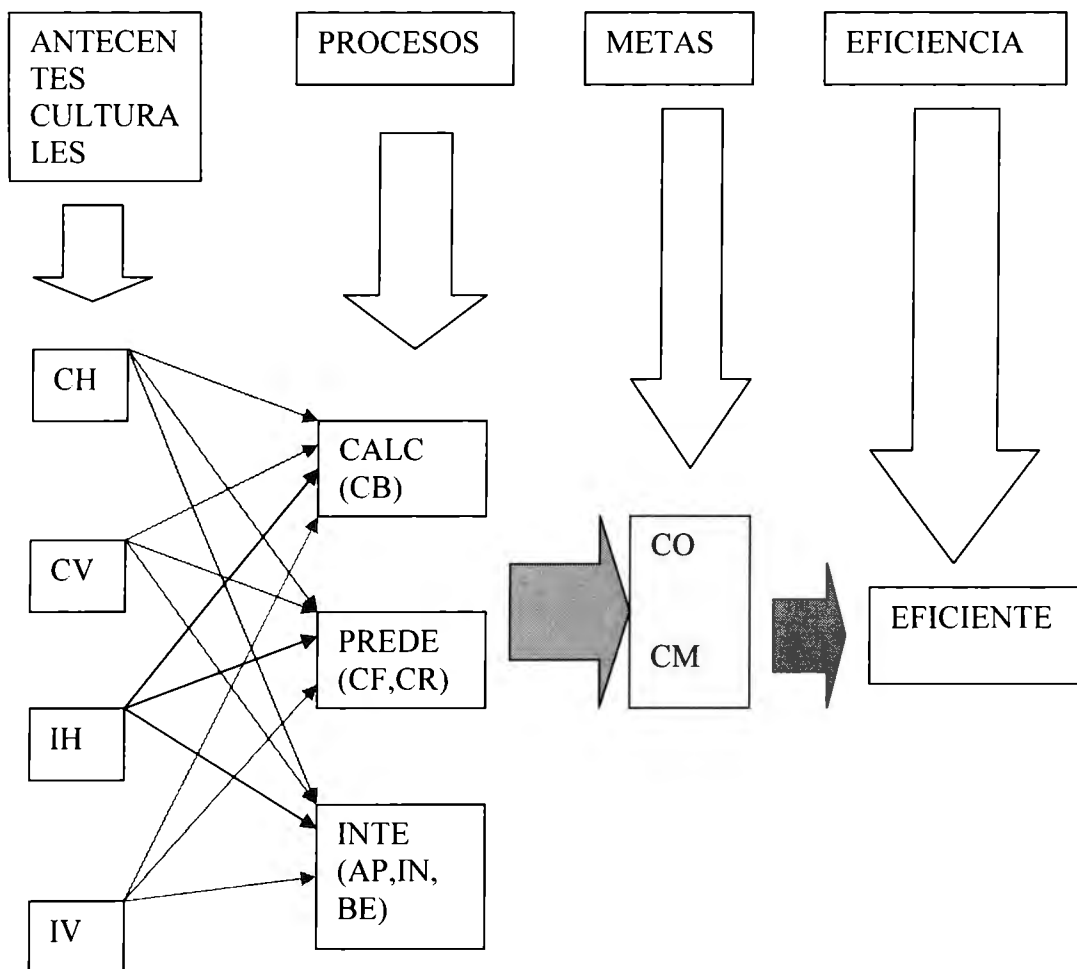 ANTECEN
TES
CULTURA
LES
PROCESOS
METAS
EFICIENCIA
CH
CV
IH
IV
CALC
(CB)
PREDE
(CF,CR)
INTE
(AP,IN,
BE)
CO
CM
EFICIENTE